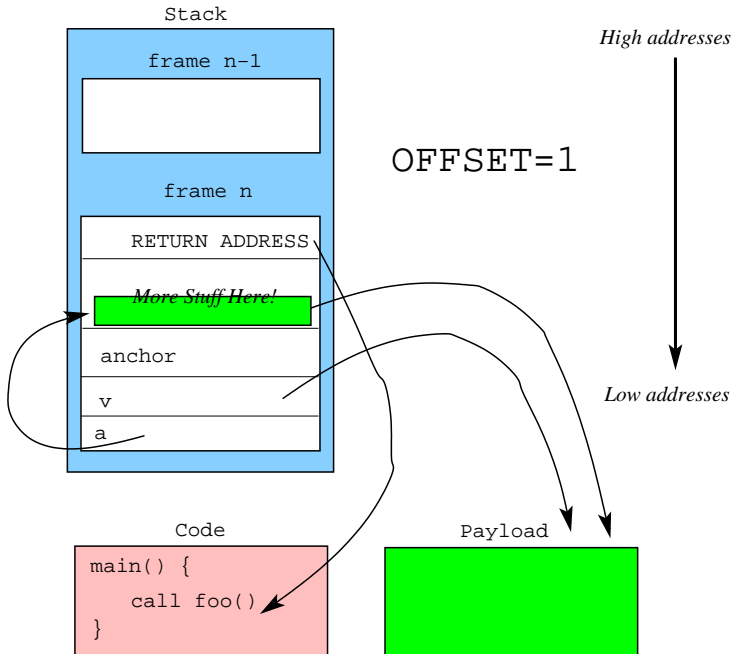 Stack
High addresses
frame n-1
OFFSET=1
frame n
RETURN ADDRESS
More Stuff Here!
anchor
Low addresses
v
a
Code
Payload
main() {
call foo()
}